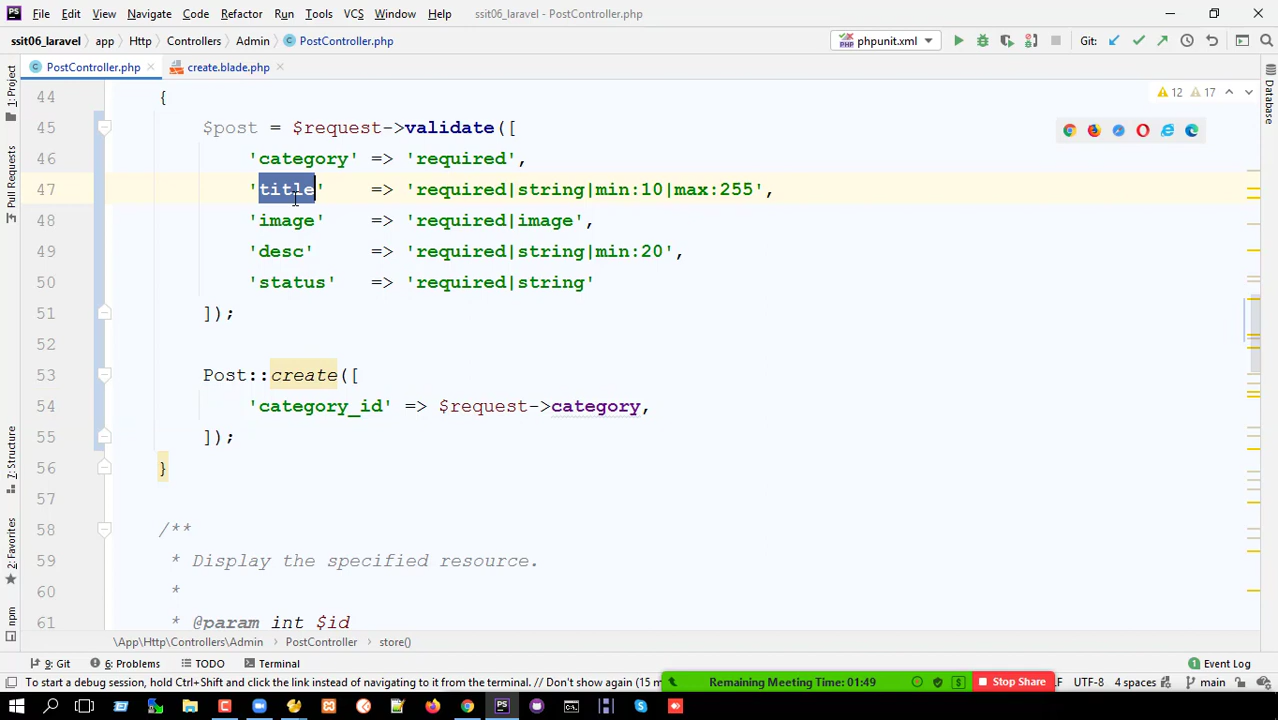 File Edit View Navigate Code Refactor Run Tools VCS Window Help ssit06_laravel - PostController.php
ssit06_laravel app Http Controllers Admin PostController.php phpunit.xml Git:
PostController.php create.blade.php
12 17
44 {
45 $post = $request->validate([
46 'category' => 'required',
47 'title' => 'required|string|min:10|max:255',
48 'image' => 'required|image',
49 'desc' => 'required|string|min:20',
50 'status' => 'required|string'
51 ]);
52
53 Post::create([
54 'category_id' => $request->category,
55 ]);
56 }
57
58 /**
59 * Display the specified resource.
60 *
61 * @param int $id
1: Project
Pull Requests
7: Structure
2: Favorites
npm
Database
\App\Http\Controllers\Admin PostController store()
9: Git 6: Problems TODO Terminal Event Log
To start a debug session, hold Ctrl+Shift and click the link instead of navigating to it from the terminal. // Don't show again (15 m Remaining Meeting Time: 01:49 Stop Share UTF-8 4 spaces main